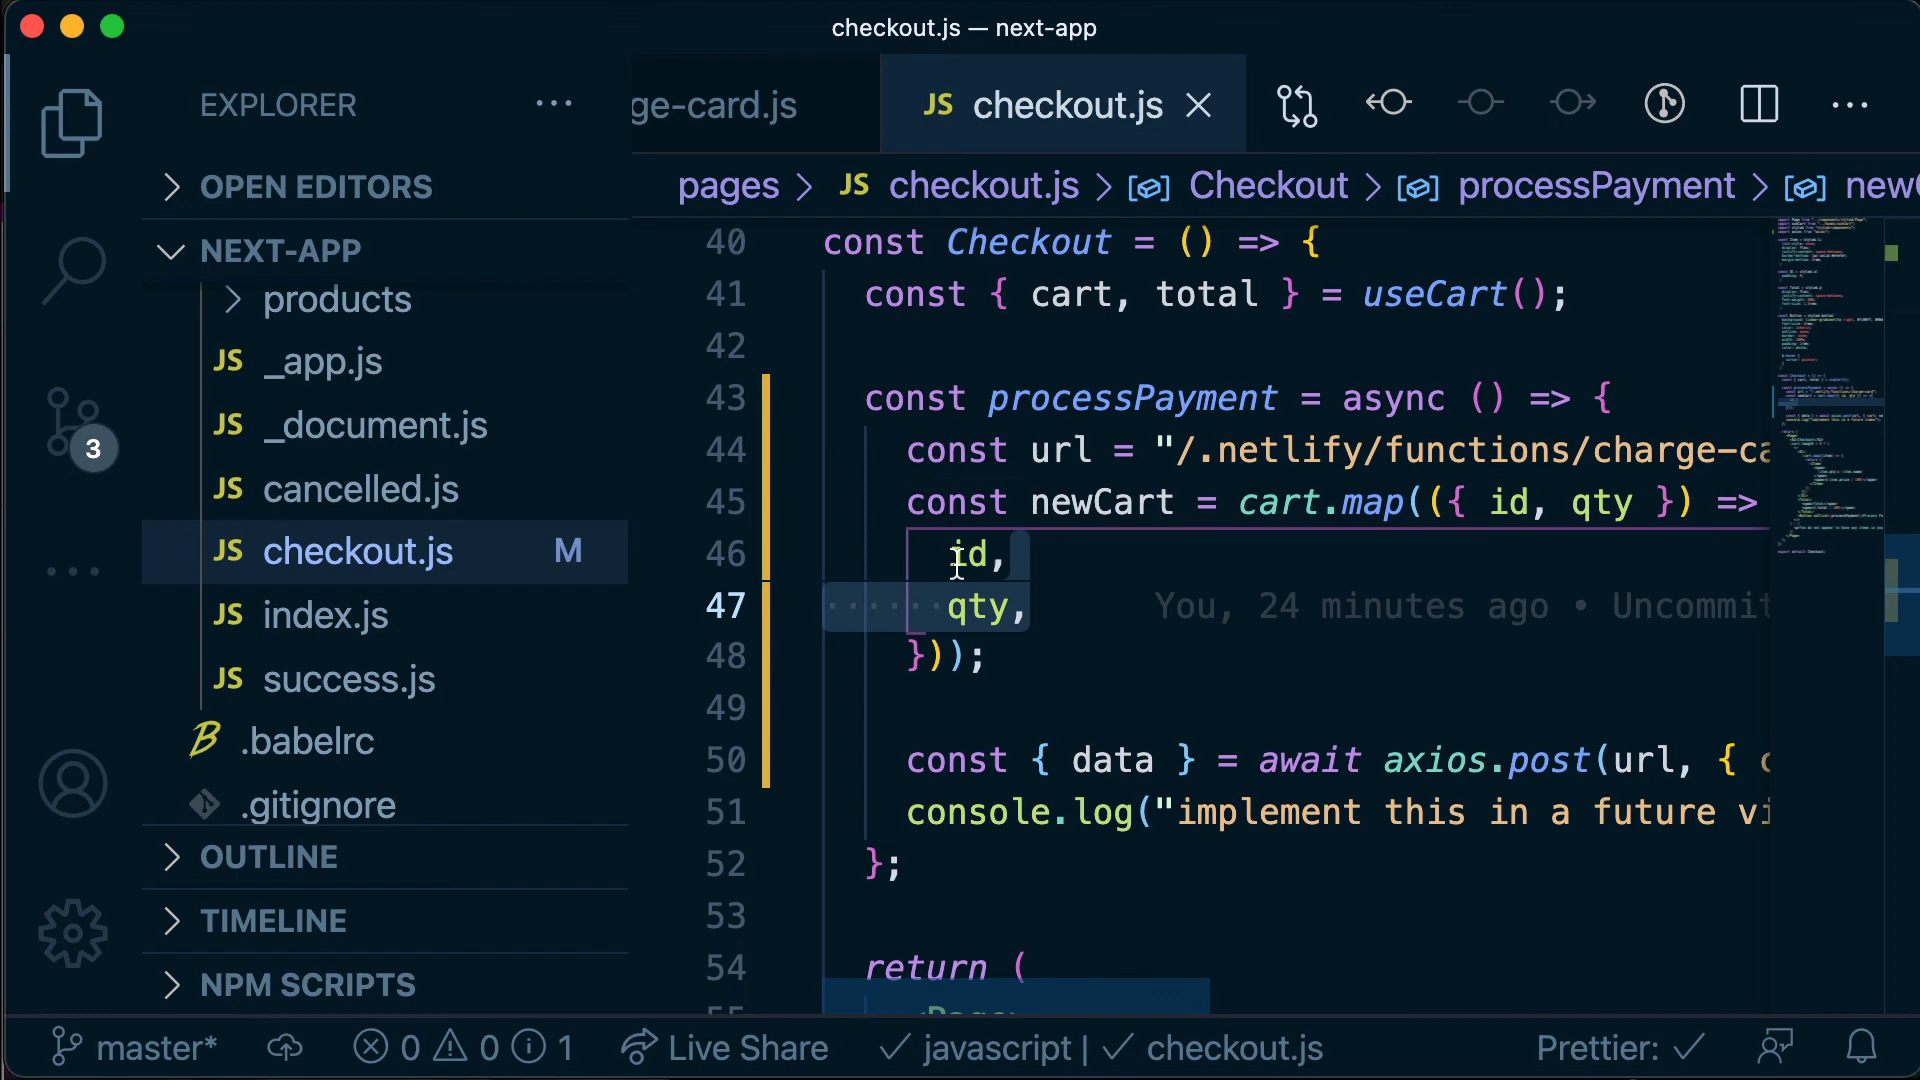 checkout.js — next-app
EXPLORER
ge-card.js
JS checkout.js
OPEN EDITORS
pages > JS checkout.js > Checkout > processPayment > new
NEXT-APP
products
JS _app.js
JS _document.js
JS cancelled.js
JS checkout.js M
JS index.js
JS success.js
.babelrc
.gitignore
OUTLINE
TIMELINE
NPM SCRIPTS
3
40 const Checkout = () => {
41 const { cart, total } = useCart();
42
43 const processPayment = async () => {
44 const url = "/.netlify/functions/charge-ca
45 const newCart = cart.map(({ id, qty }) =>
46 id,
47 qty, You, 24 minutes ago • Uncommit
48 }));
49
50 const { data } = await axios.post(url, { c
51 console.log("implement this in a future vi
52 };
53
54 return (
55 <Page>
master* 0 0 1 Live Share ✓ javascript | ✓ checkout.js Prettier: ✓